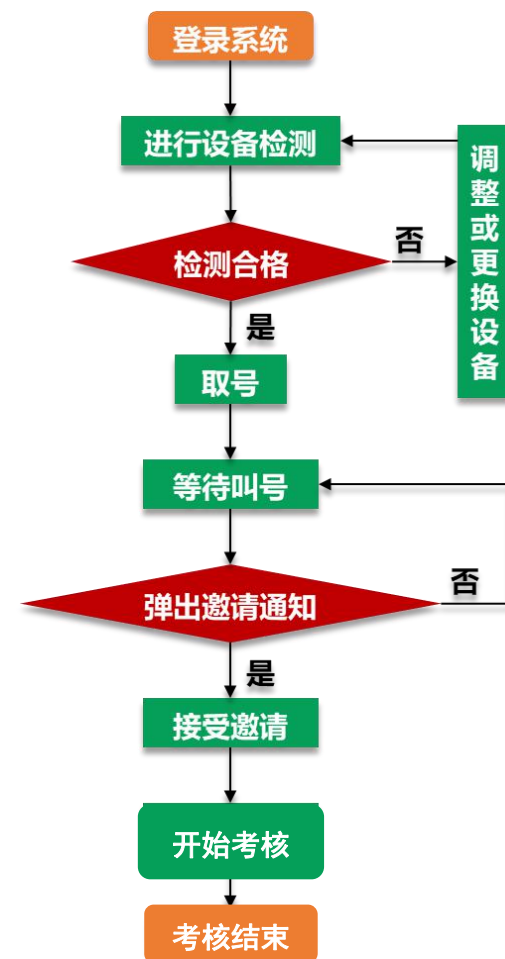 登录系统
进行设备检测
调整或更换设备
检测合格
否
是
取号
等待叫号
弹出邀请通知
否
是
接受邀请
开始考核
考核结束